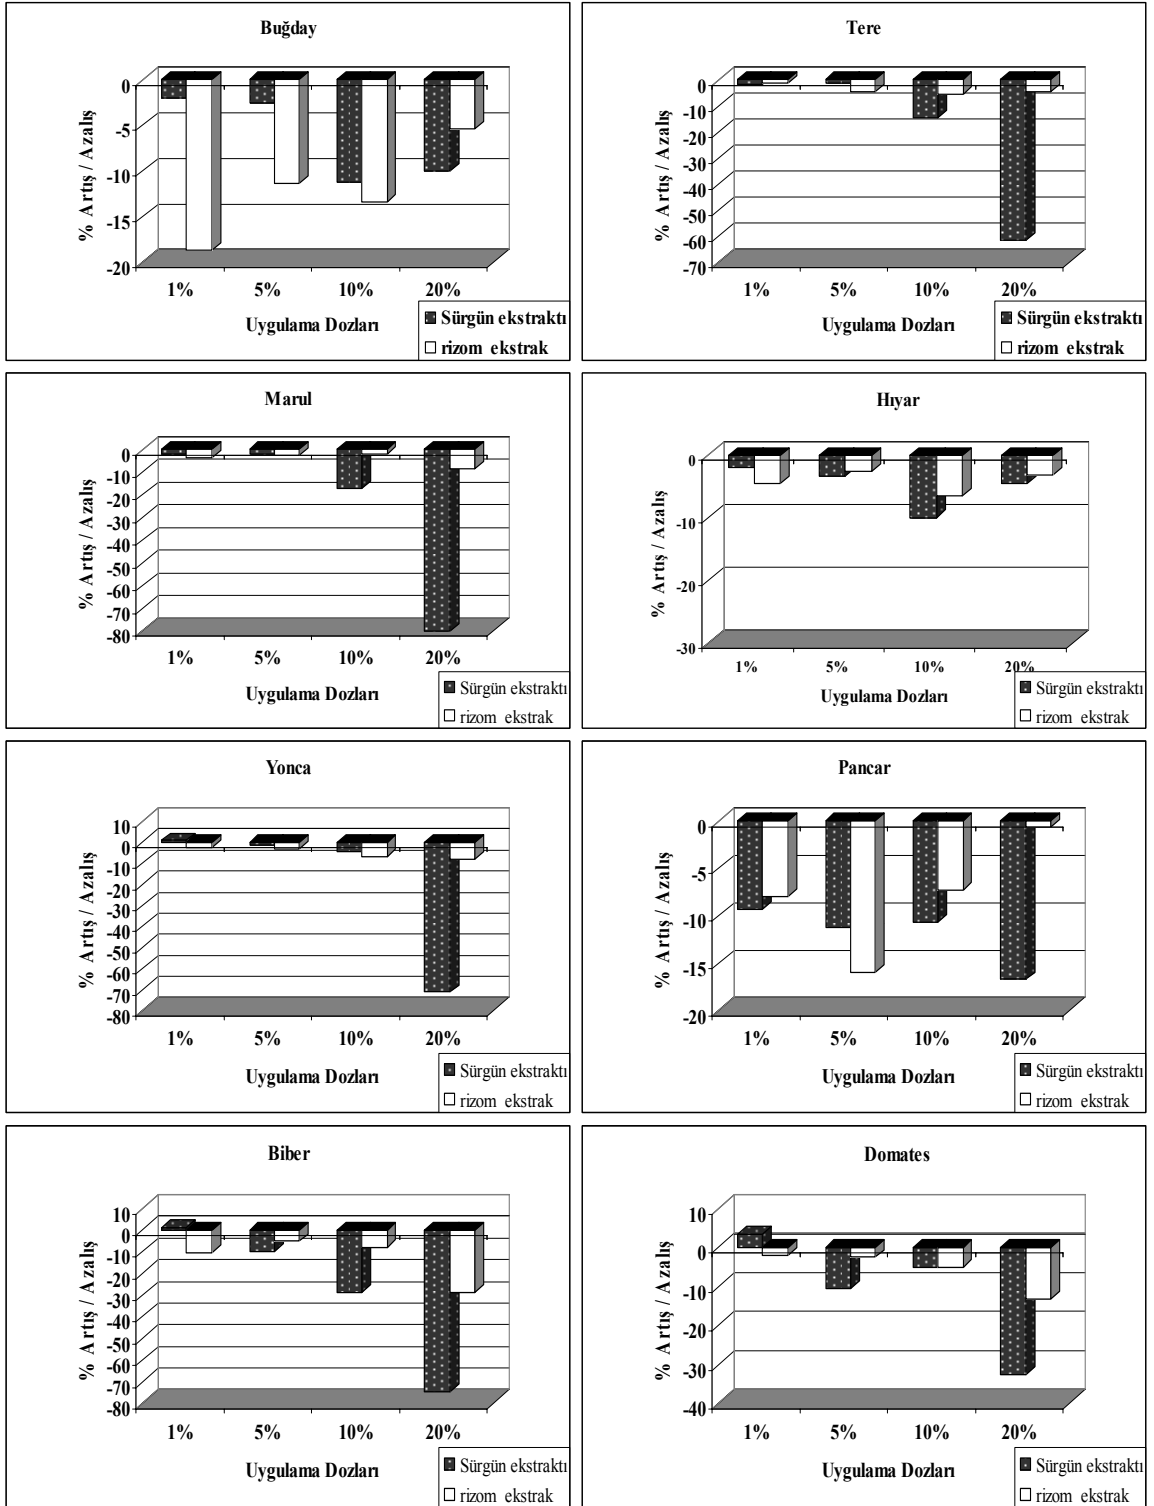 Buğday
% Artış / Azalış
0
-5
-10
-15
-20
1% 5% 10% 20%
Uygulama Dozları
Sürgün ekstraktı
rizom ekstrak
Tere
% Artış / Azalış
0
-10
-20
-30
-40
-50
-60
-70
1% 5% 10% 20%
Uygulama Dozları
Sürgün ekstraktı
rizom ekstrak
Marul
% Artış / Azalış
0
-10
-20
-30
-40
-50
-60
-70
-80
1% 5% 10% 20%
Uygulama Dozları
Sürgün ekstraktı
rizom ekstrak
Hıyar
% Artış / Azalış
0
-10
-20
-30
1% 5% 10% 20%
Uygulama Dozları
Sürgün ekstraktı
rizom ekstrak
Yonca
% Artış / Azalış
10
0
-10
-20
-30
-40
-50
-60
-70
-80
1% 5% 10% 20%
Uygulama Dozları
Sürgün ekstraktı
rizom ekstrak
Pancar
% Artış / Azalış
0
-5
-10
-15
-20
1% 5% 10% 20%
Uygulama Dozları
Sürgün ekstraktı
rizom ekstrak
Biber
% Artış / Azalış
10
0
-10
-20
-30
-40
-50
-60
-70
-80
1% 5% 10% 20%
Uygulama Dozları
Sürgün ekstraktı
rizom ekstrak
Domates
% Artış / Azalış
10
0
-10
-20
-30
-40
1% 5% 10% 20%
Uygulama Dozları
Sürgün ekstraktı
rizom ekstrak